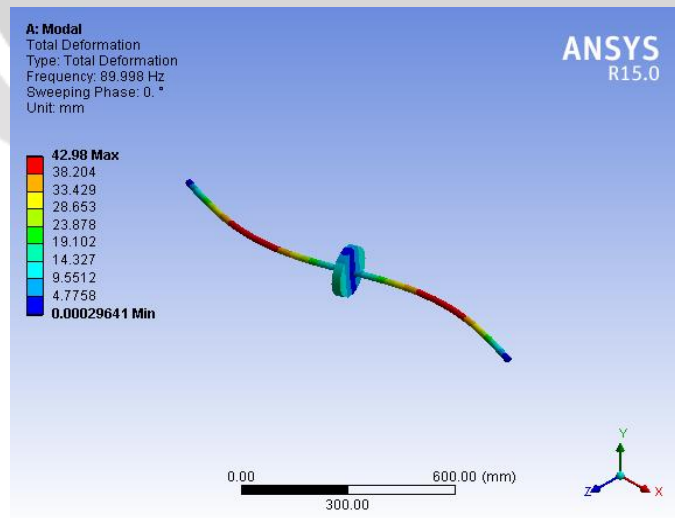 A: Modal
Total Deformation
Type: Total Deformation
Frequency: 89.998 Hz
Sweeping Phase: 0. °
Unit: mm
ANSYS
R15.0
42.98 Max
38.204
33.429
28.653
23.878
19.102
14.327
9.5512
4.7758
0.00029641 Min
0.00
600.00 (mm)
300.00
Y
Z
X